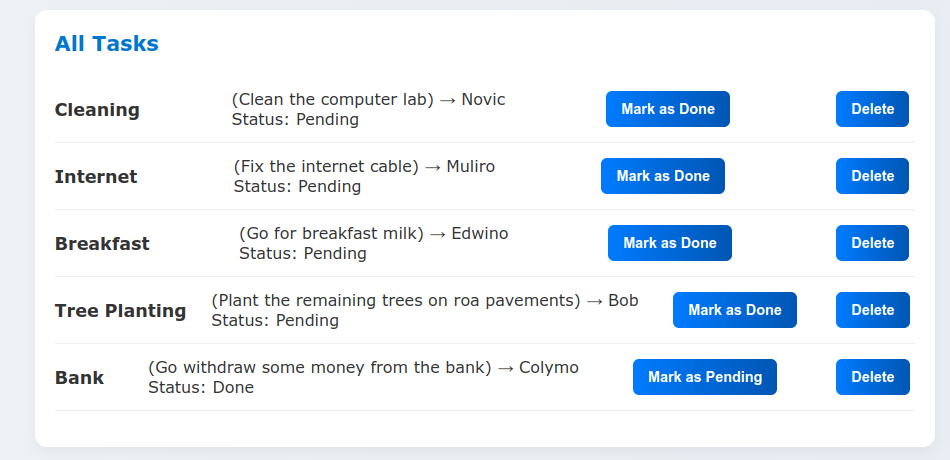 All Tasks
Cleaning
(Clean the computer lab) → Novic
Status: Pending
Mark as Done
Delete
Internet
(Fix the internet cable) → Muliro
Status: Pending
Mark as Done
Delete
Breakfast
(Go for breakfast milk) → Edwino
Status: Pending
Mark as Done
Delete
Tree Planting
(Plant the remaining trees on roa pavements) → Bob
Status: Pending
Mark as Done
Delete
Bank
(Go withdraw some money from the bank) → Colymo
Status: Done
Mark as Pending
Delete